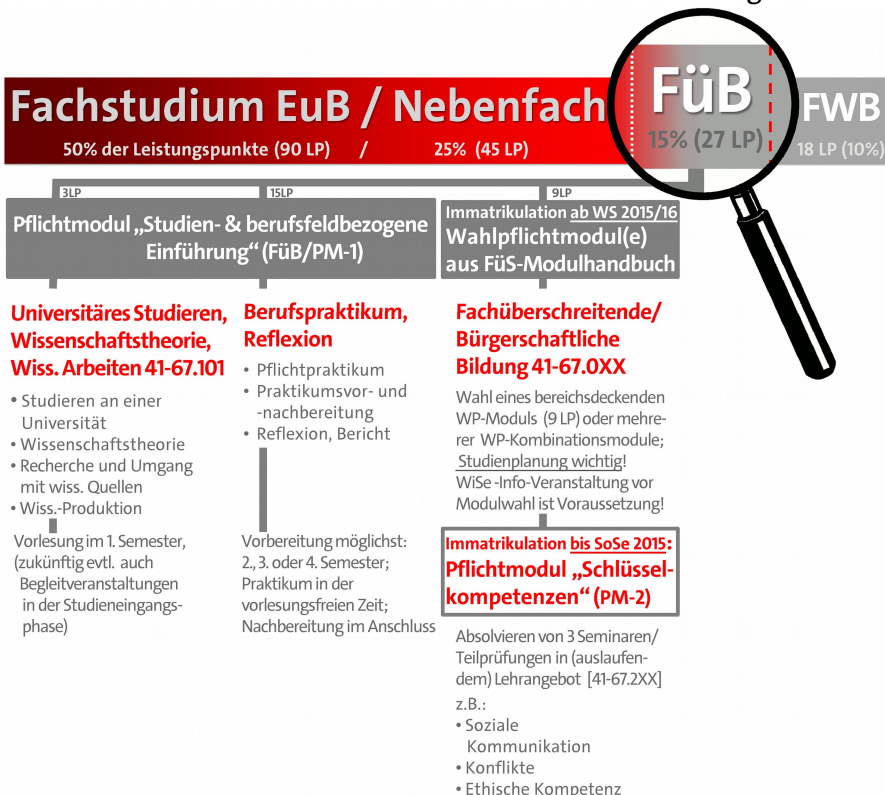 Fachstudium EuB / Nebenfach
FüB
FWB
50% der Leistungspunkte (90 LP) / 25% (45 LP)
15% (27 LP)
18 LP (10%)
3LP
15LP
9LP
Pflichtmodul „Studien- & berufsfeldbezogene
Einführung“ (FüB/PM-1)
Immatrikulation ab WS 2015/16
Wahlpflichtmodul(e)
aus FüS-Modulhandbuch
Universitäres Studieren,
Wissenschaftstheorie,
Wiss. Arbeiten 41-67.101
• Studieren an einer
Universität
• Wissenschaftstheorie
• Recherche und Umgang
mit wiss. Quellen
• Wiss.-Produktion
Vorlesung im 1. Semester,
(zukünftig evtl. auch
Begleitveranstaltungen
in der Studieneingangs-
phase)
Berufspraktikum,
Reflexion
• Pflichtpraktikum
• Praktikumsvor- und
-nachbereitung
• Reflexion, Bericht
Vorbereitung möglichst:
2., 3. oder 4. Semester;
Praktikum in der
vorlesungsfreien Zeit;
Nachbereitung im Anschluss
Fachüberschreitende/
Bürgerschaftliche
Bildung 41-67.0XX
Wahl eines bereichsdeckenden
WP-Moduls (9 LP) oder mehre-
rer WP-Kombinationsmodule;
Studienplanung wichtig!
WiSe -Info-Veranstaltung vor
Modulwahl ist Voraussetzung!
Immatrikulation bis SoSe 2015:
Pflichtmodul „Schlüssel-
kompetenzen“ (PM-2)
Absolvieren von 3 Seminaren/
Teilprüfungen in (auslaufen-
dem) Lehrangebot [41-67.2XX]
z.B.:
• Soziale
Kommunikation
• Konflikte
• Ethische Kompetenz